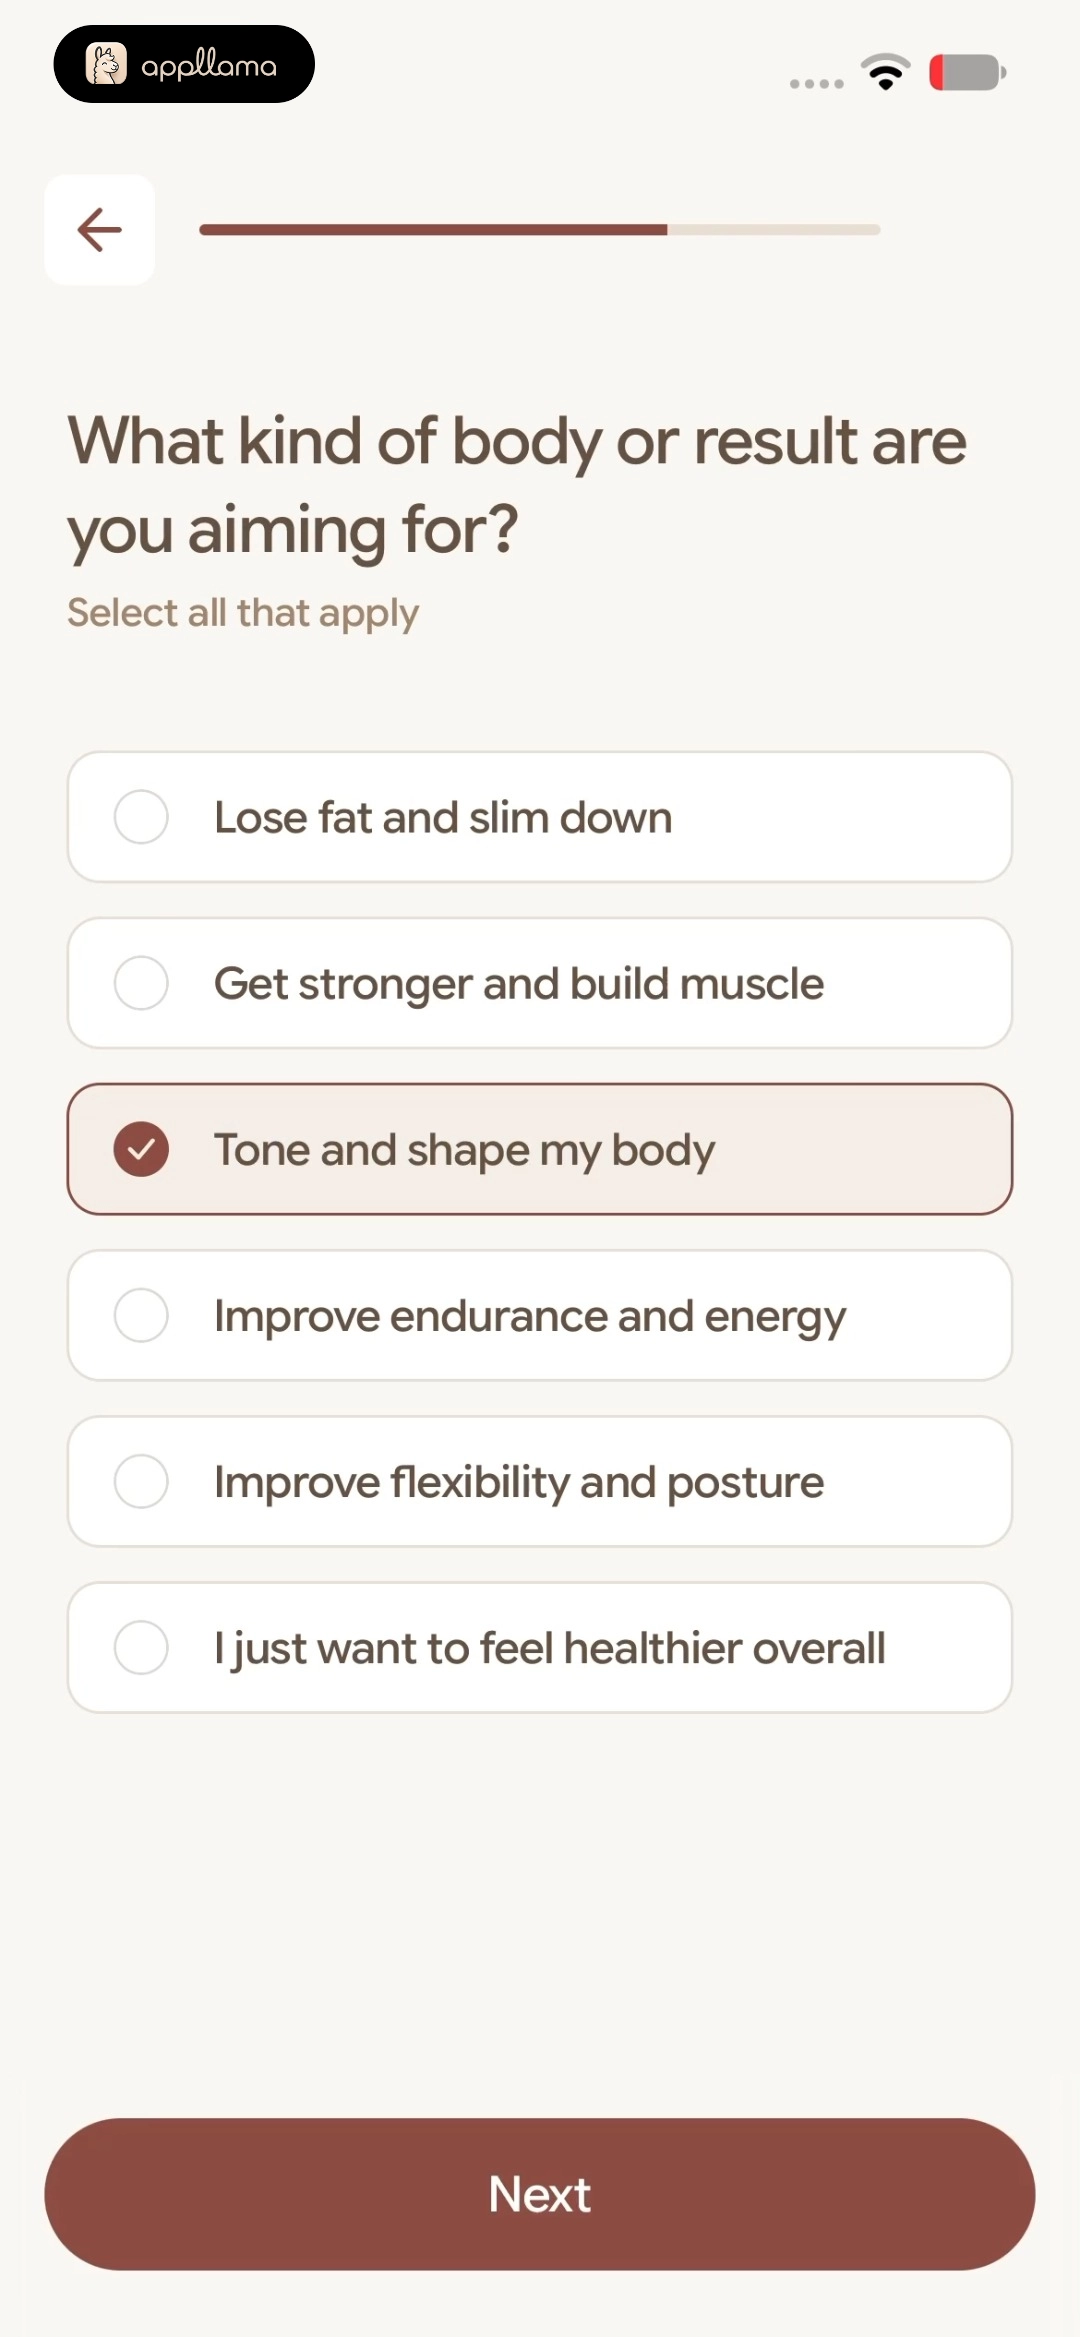 appllama
What kind of body or result are
you aiming for?
Select all that apply
Lose fat and slim down
Get stronger and build muscle
Tone and shape my body
Improve endurance and energy
Improve flexibility and posture
I just want to feel healthier overall
Next